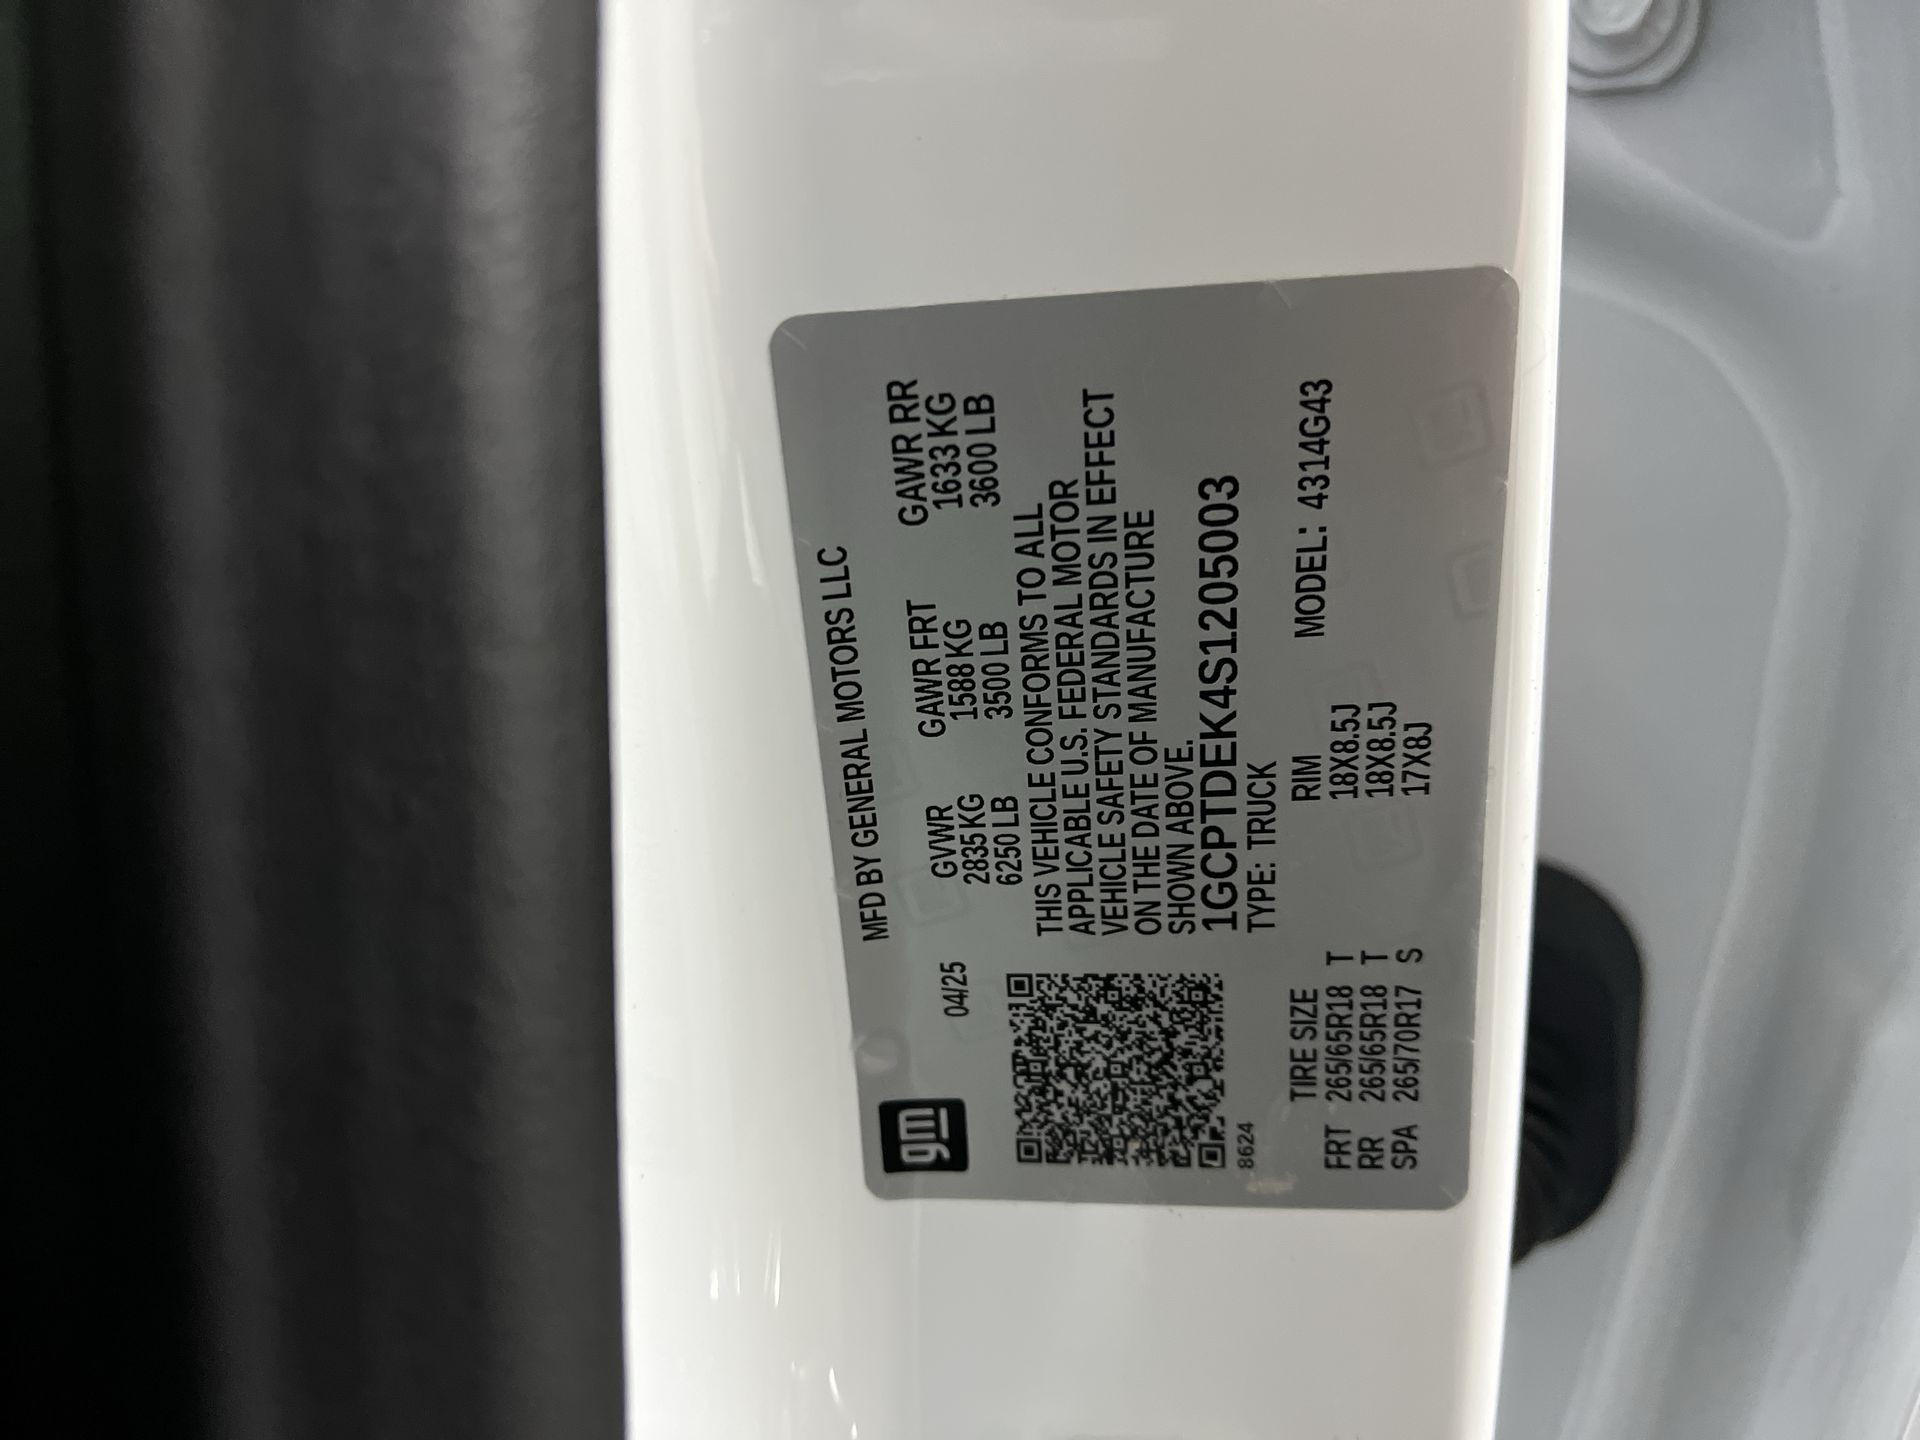 gm
MFD BY GENERAL MOTORS LLC
04/25
GVWR GAWR FRT GAWR RR
2835 KG 1588 KG 1633 KG
6250 LB 3500 LB 3600 LB
THIS VEHICLE CONFORMS TO ALL
APPLICABLE U.S. FEDERAL MOTOR
VEHICLE SAFETY STANDARDS IN EFFECT
ON THE DATE OF MANUFACTURE
SHOWN ABOVE.
1GCPTDEK4S1205003
TYPE: TRUCK
8624
TIRE SIZE RIM MODEL: 4314G43
FRT 265/65R18 T 18X8.5J
RR 265/65R18 T 18X8.5J
SPA 265/70R17 S 17X8J